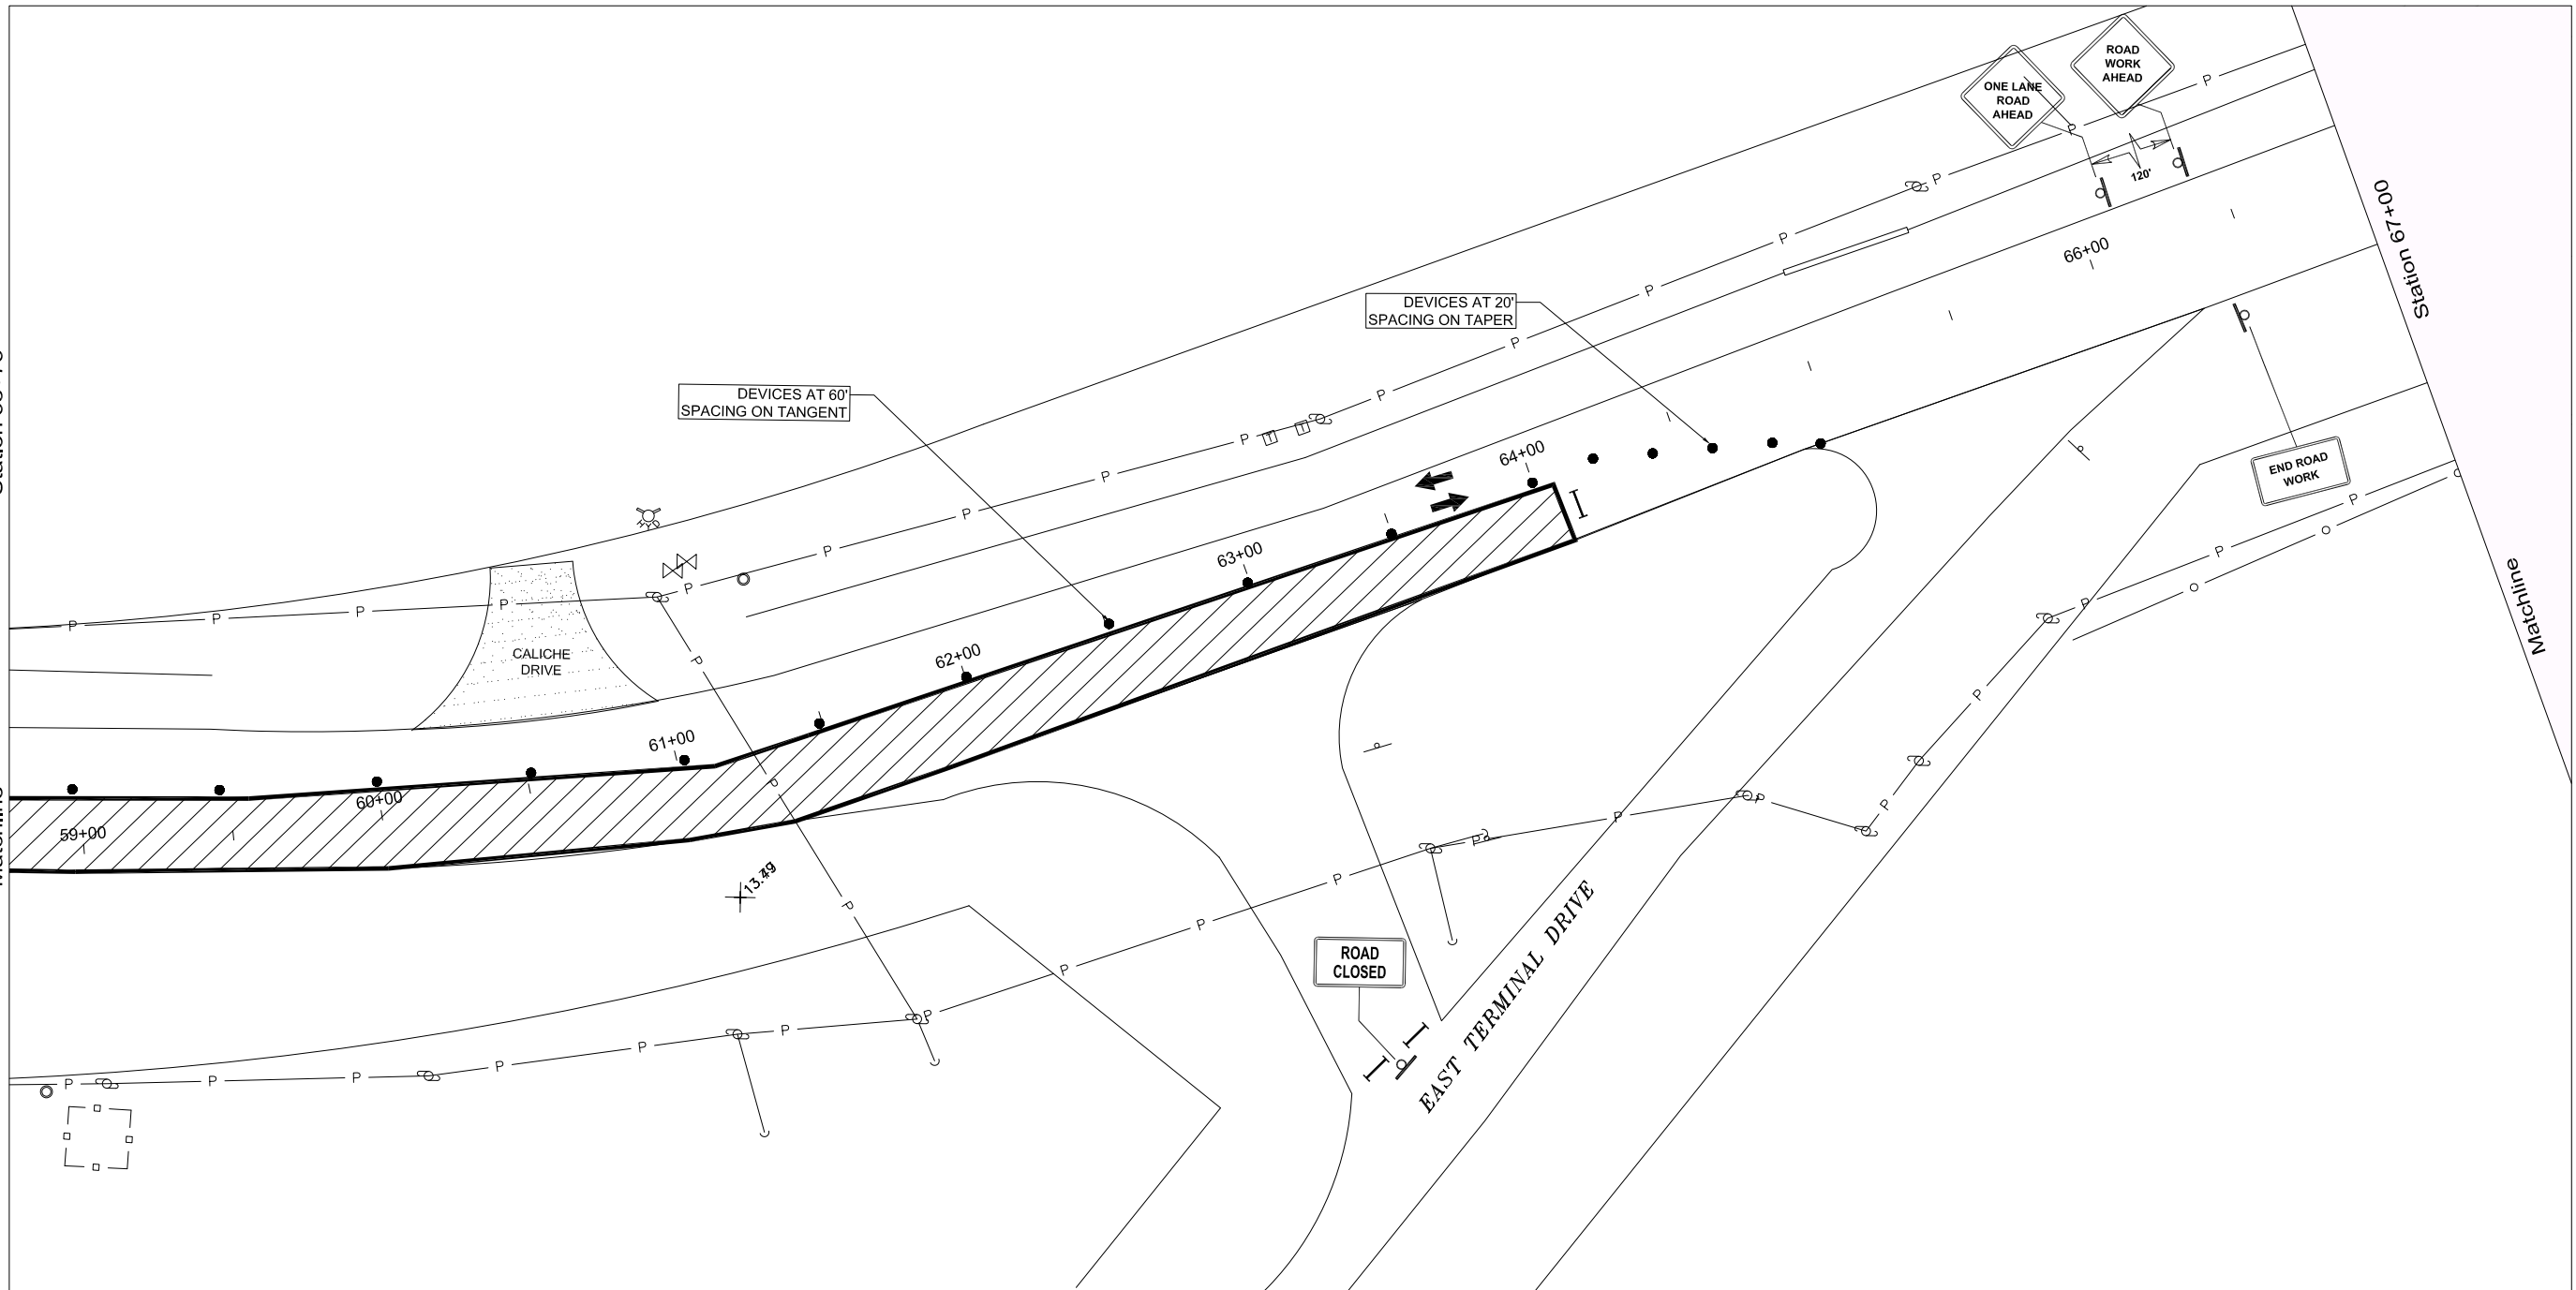 ROAD
WORK
AHEAD
ONE LANE
ROAD
AHEAD
120'
Station 67+00
66+00
DEVICES AT 20'
SPACING ON TAPER
DEVICES AT 60'
SPACING ON TANGENT
64+00
END ROAD
WORK
63+00
Matchline
CALICHE
DRIVE
62+00
61+00
60+00
59+00
ROAD
CLOSED
EAST TERMINAL DRIVE